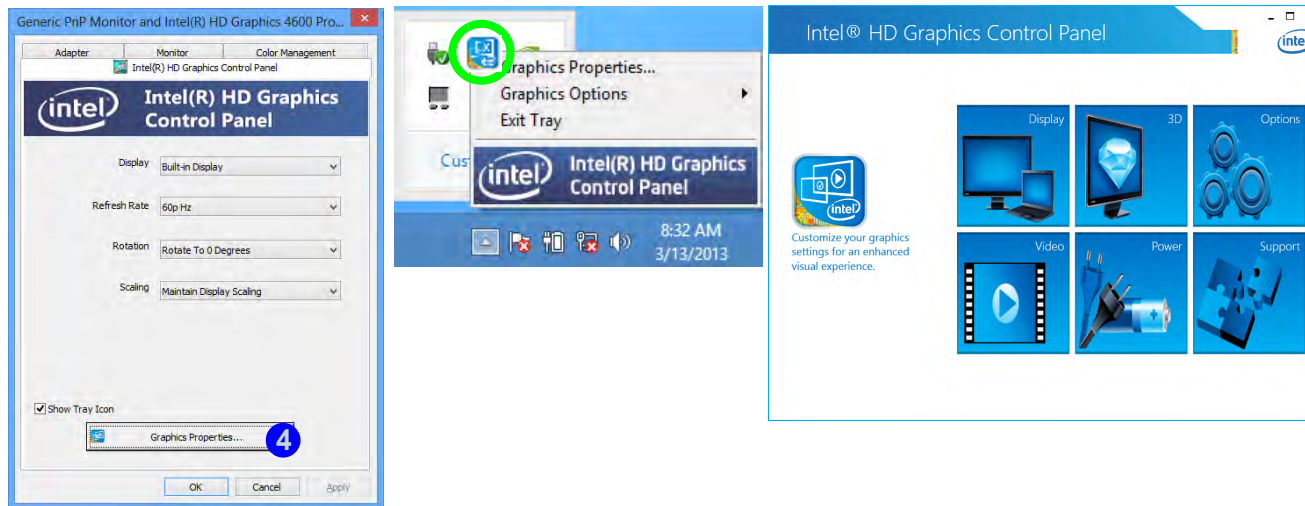 Generic PnP Monitor and Intel(R) HD Graphics 4600 Pro...
Adapter Monitor Color Management
Intel(R) HD Graphics Control Panel
intel
Intel(R) HD Graphics
Control Panel
Display Built-in Display
Refresh Rate 60p Hz
Rotation Rotate To 0 Degrees
Scaling Maintain Display Scaling
Show Tray Icon
Graphics Properties... 4
OK Cancel Apply
Graphics Properties...
Graphics Options
Exit Tray
Cus
intel
Intel(R) HD Graphics
Control Panel
8:32 AM
3/13/2013
Intel® HD Graphics Control Panel
inte
intel
Customize your graphics
settings for an enhanced
visual experience.
Display 3D Options
Video Power Support